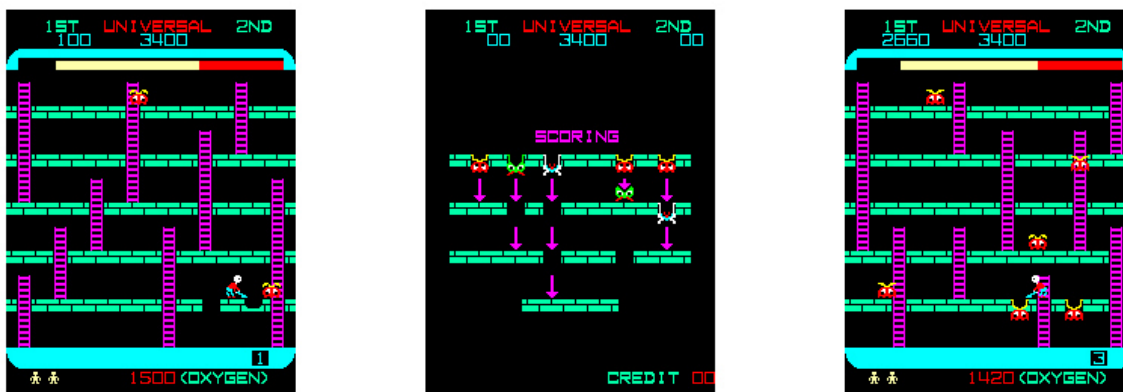 1ST UNIVERSAL 2ND
100 3400
1
1500 (OXYGEN)
1ST UNIVERSAL 2ND
00 3400 00
SCORING
CREDIT 00
1ST UNIVERSAL 2ND
2660 3400
3
1420 (OXYGEN)